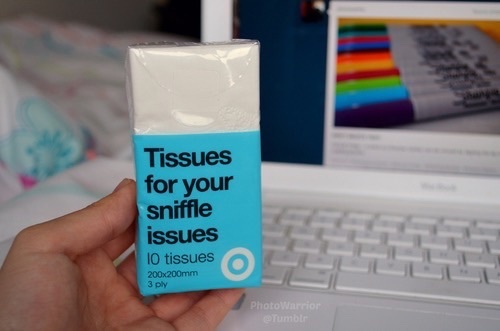 Tissues
for your
sniffle
issues
10 tissues
200x200mm
3 ply
MacBook
PhotoWarrior
@Tumblr